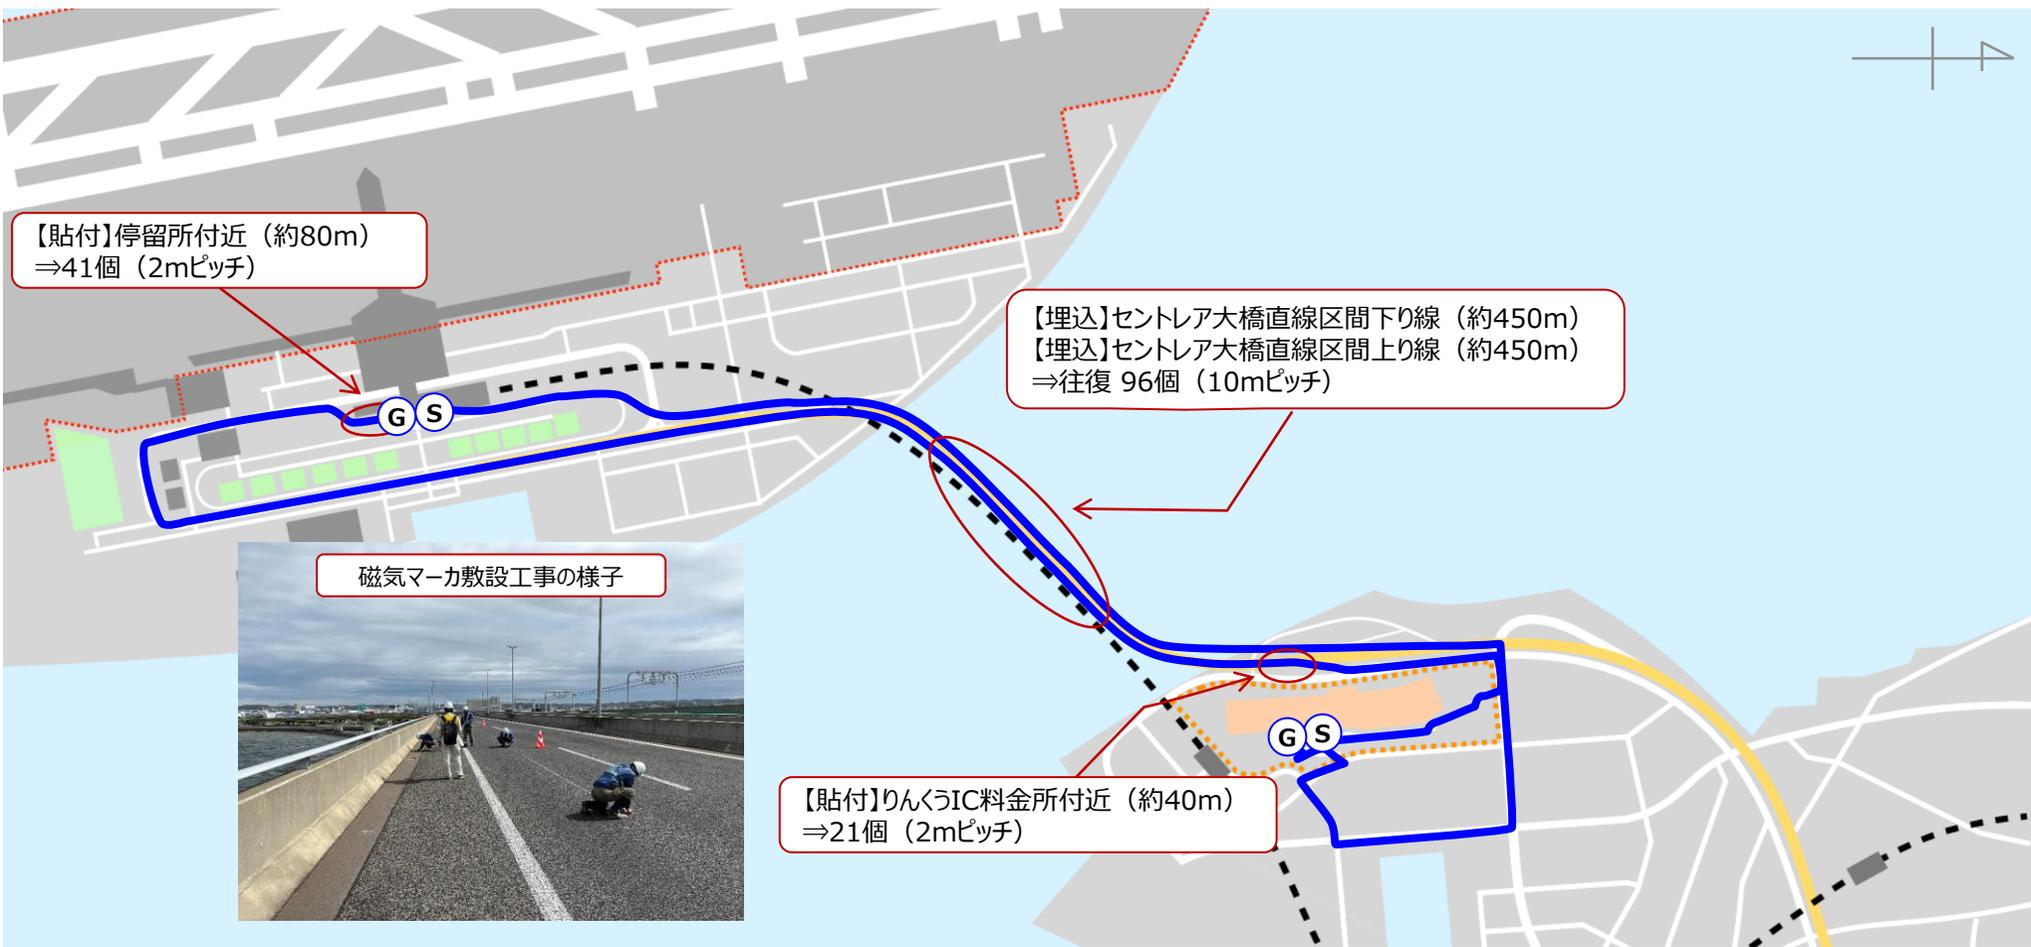 【貼付】停留所付近（約80m）
⇒41個（2mピッチ）
【埋込】セントレア大橋直線区間下り線（約450m）
【埋込】セントレア大橋直線区間上り線（約450m）
⇒往復 96個（10mピッチ）
G S
磁気マーカ敷設工事の様子
G S
【貼付】りんくうIC料金所付近（約40m）
⇒21個（2mピッチ）